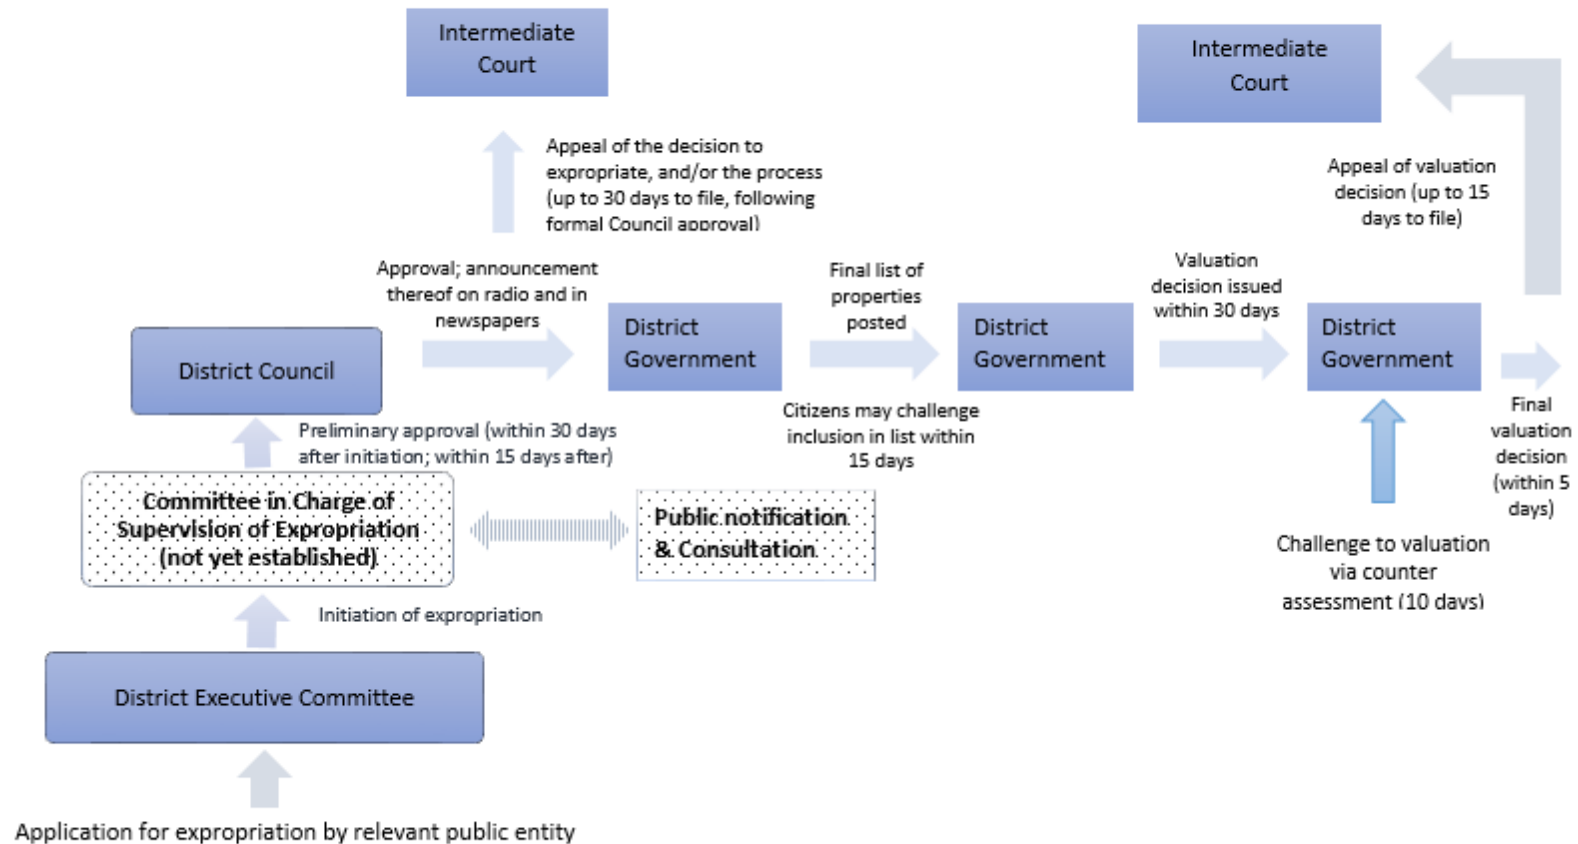 Intermediate
Court
Intermediate
Court
Appeal of the decision to
expropriate, and/or the process
(up to 30 days to file, following
formal Council approval)
Appeal of valuation
decision (up to 15
days to file)
Approval; announcement
thereof on radio and in
newspapers
Final list of
properties
posted
Valuation
decision issued
within 30 days
District Council
District
Government
District
Government
District
Government
Citizens may challenge
inclusion in list within
15 days
Final
valuation
decision
(within 5
days)
Preliminary approval (within 30 days
after initiation; within 15 days after)
Committee in Charge of
Supervision of Expropriation
(not yet established)
Public notification
& Consultation
Challenge to valuation
via counter
assessment (10 days)
Initiation of expropriation
District Executive Committee
Application for expropriation by relevant public entity